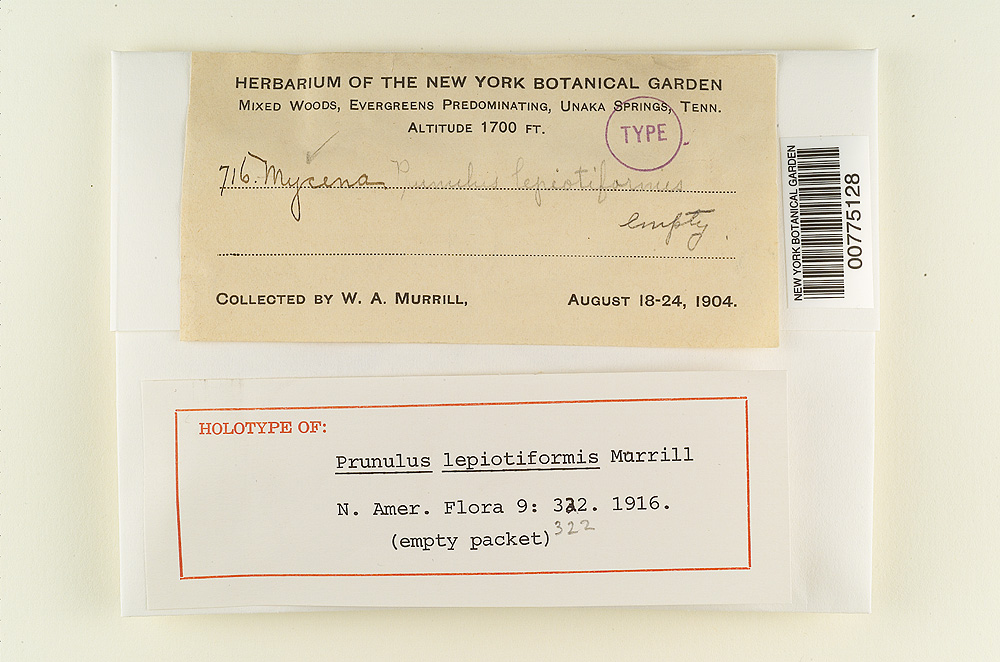 HERBARIUM OF THE NEW YORK BOTANICAL GARDEN
MIXED WOODS, EVERGREENS PREDOMINATING, UNAKA SPRINGS, TENN.
ALTITUDE 1700 FT.
TYPE
716. Mycena Prunulus lepiotiformis
empty.
COLLECTED BY W. A. MURRILL, AUGUST 18-24, 1904.
NEW YORK BOTANICAL GARDEN
00775128
HOLOTYPE OF:
Prunulus lepiotiformis Murrill
N. Amer. Flora 9: 322. 1916.
(empty packet) 322